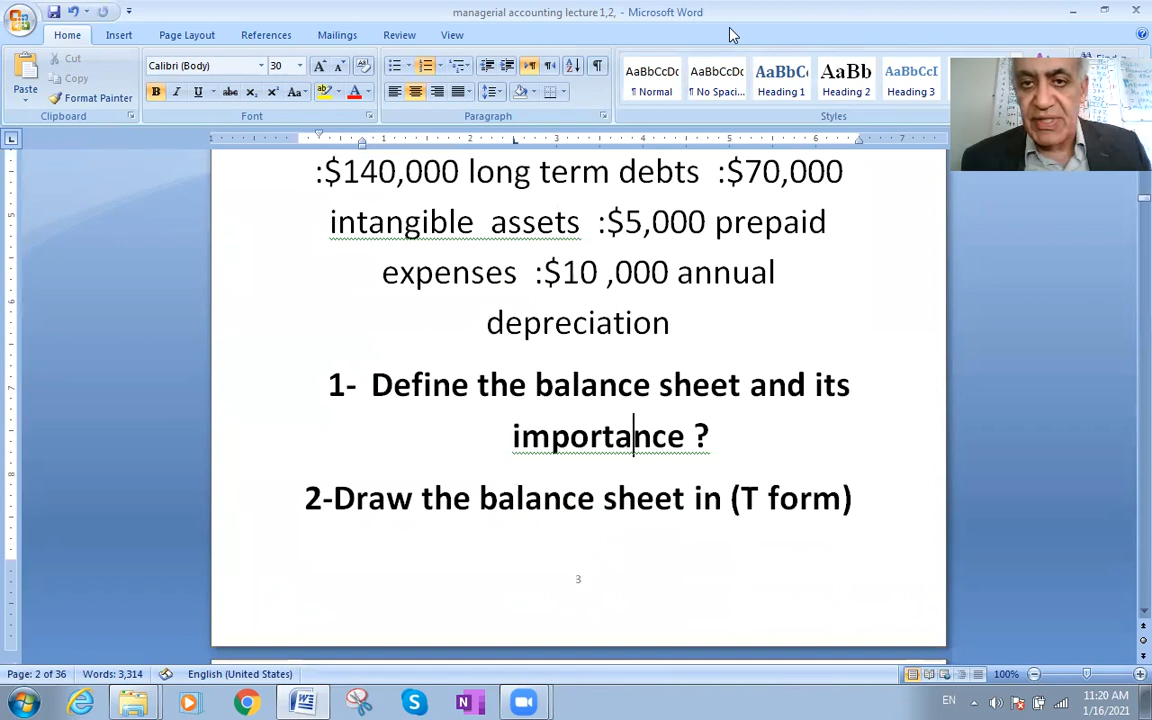 managerial accounting lecture 1,2, - Microsoft Word
Home Insert Page Layout References Mailings Review View
Cut
Copy
Paste
Format Painter
Calibri (Body) 30
AaBbCcDc AaBbCcDc AaBbC AaBb AaBbCcI
¶ Normal ¶ No Spaci... Heading 1 Heading 2 Heading 3
Clipboard Font Paragraph Styles
:$140,000 long term debts :$70,000
intangible assets :$5,000 prepaid
expenses :$10 ,000 annual
depreciation
1- Define the balance sheet and its
importance ?
2-Draw the balance sheet in (T form)
3
Page: 2 of 36 Words: 3,314 English (United States) 100%
EN 11:20 AM
1/16/2021